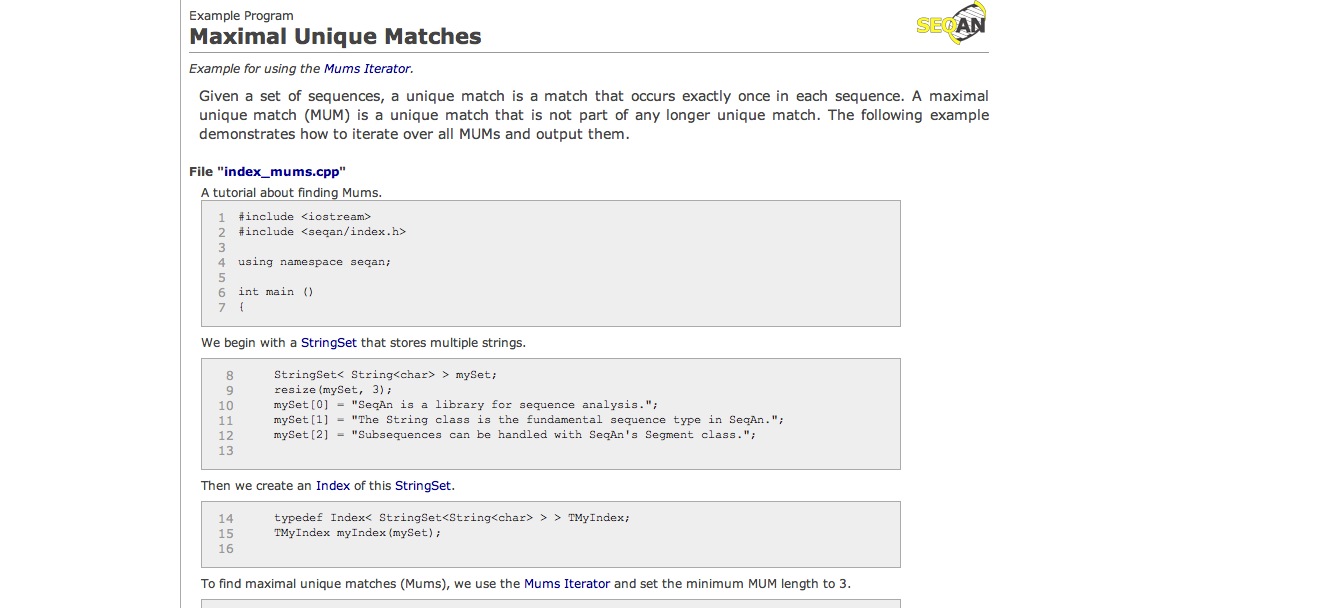 Example Program
SEQAN
Maximal Unique Matches
Example for using the Mums Iterator.
Given a set of sequences, a unique match is a match that occurs exactly once in each sequence. A maximal
unique match (MUM) is a unique match that is not part of any longer unique match. The following example
demonstrates how to iterate over all MUMs and output them.
File "index_mums.cpp"
A tutorial about finding Mums.
1 #include <iostream>
2 #include <seqan/index.h>
3
4 using namespace seqan;
5
6 int main ()
7 {
We begin with a StringSet that stores multiple strings.
8 StringSet< String<char> > mySet;
9 resize(mySet, 3);
10 mySet[0] = "SeqAn is a library for sequence analysis.";
11 mySet[1] = "The String class is the fundamental sequence type in SeqAn.";
12 mySet[2] = "Subsequences can be handled with SeqAn's Segment class.";
13
Then we create an Index of this StringSet.
14 typedef Index< StringSet<String<char> > > TMyIndex;
15 TMyIndex myIndex(mySet);
16
To find maximal unique matches (Mums), we use the Mums Iterator and set the minimum MUM length to 3.